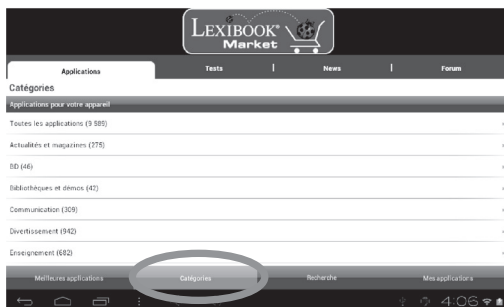 LEXIBOOK®
Market
Applications Tests News Forum
Catégories
Applications pour votre appareil
Toutes les applications (9 589)
Actualités et magazines (275)
BD (46)
Bibliothèques et démos (42)
Communication (309)
Divertissement (942)
Enseignement (682)
Meilleures applications Catégories Recherche Mes applications
4:06